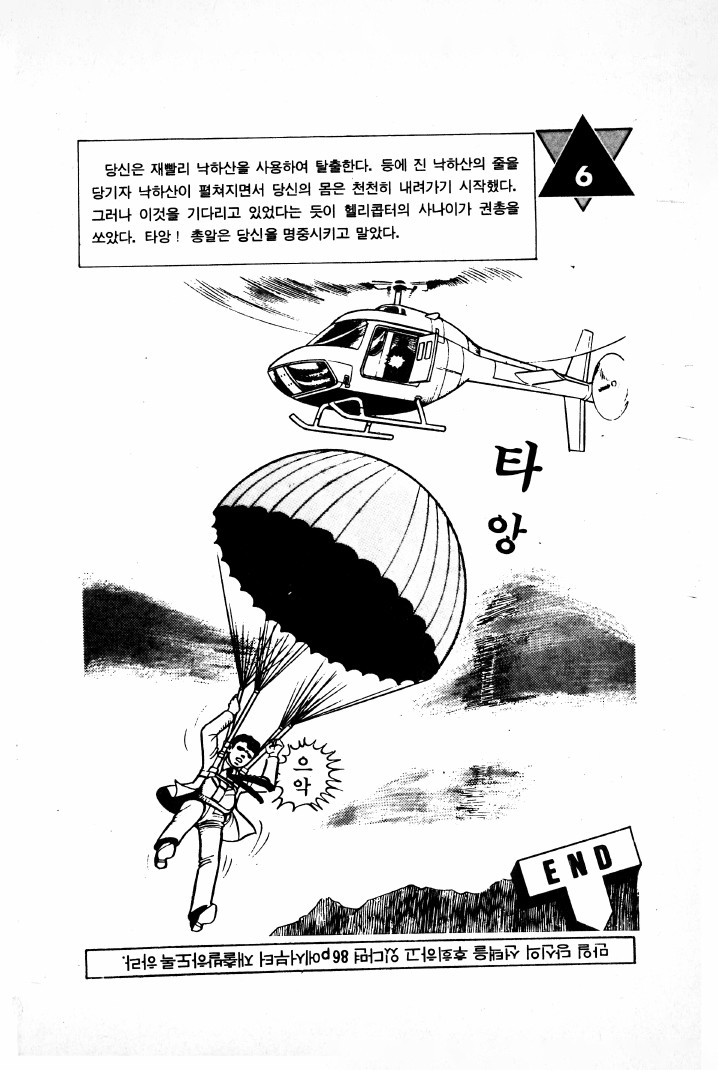 6
당신은 재빨리 낙하산을 사용하여 탈출한다. 등에 진 낙하산의 줄을
당기자 낙하산이 펼쳐지면서 당신의 몸은 천천히 내려가기 시작했다.
그러나 이것을 기다리고 있었다는 듯이 헬리콥터의 사나이가 권총을
쏘았다. 타앙! 총알은 당신을 명중시키고 말았다.
타
앙
으
악
END
만일 당신의 선택을 후회하고 있다면 86p에서부터 재출발하도록 하라.